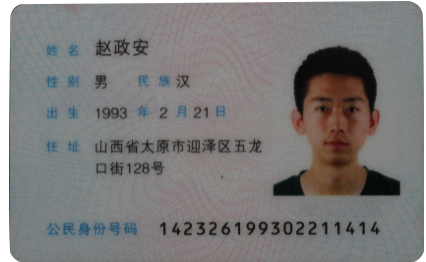 姓名 赵政安
性别 男 民族 汉
出生 1993 年 2 月 21 日
住址 山西省太原市迎泽区五龙
口街128号
公民身份号码 142326199302211414